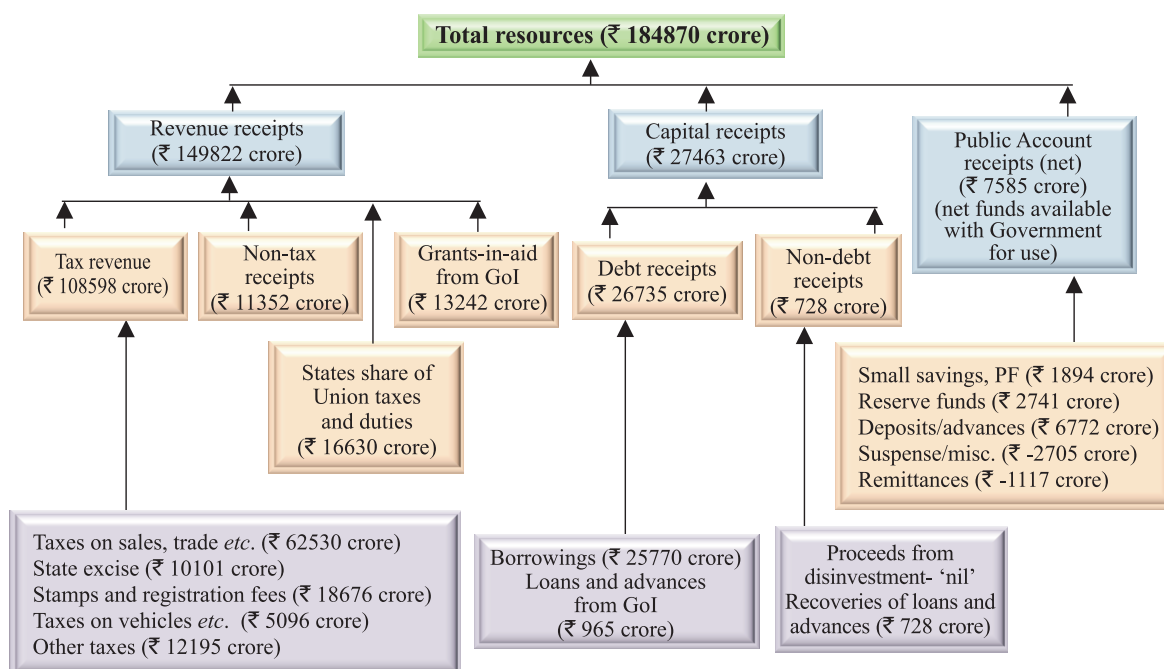 Total resources (₹ 184870 crore)
Revenue receipts
(₹ 149822 crore)
Capital receipts
(₹ 27463 crore)
Public Account
receipts (net)
(₹ 7585 crore)
(net funds available
with Government
for use)
Tax revenue
(₹ 108598 crore)
Non-tax
receipts
(₹ 11352 crore)
Grants-in-aid
from GoI
(₹ 13242 crore)
Debt receipts
(₹ 26735 crore)
Non-debt
receipts
(₹ 728 crore)
States share of
Union taxes
and duties
(₹ 16630 crore)
Small savings, PF (₹ 1894 crore)
Reserve funds (₹ 2741 crore)
Deposits/advances (₹ 6772 crore)
Suspense/misc. (₹ -2705 crore)
Remittances (₹ -1117 crore)
Taxes on sales, trade etc. (₹ 62530 crore)
State excise (₹ 10101 crore)
Stamps and registration fees (₹ 18676 crore)
Taxes on vehicles etc. (₹ 5096 crore)
Other taxes (₹ 12195 crore)
Borrowings (₹ 25770 crore)
Loans and advances
from GoI
(₹ 965 crore)
Proceeds from
disinvestment- ‘nil’
Recoveries of loans and
advances (₹ 728 crore)